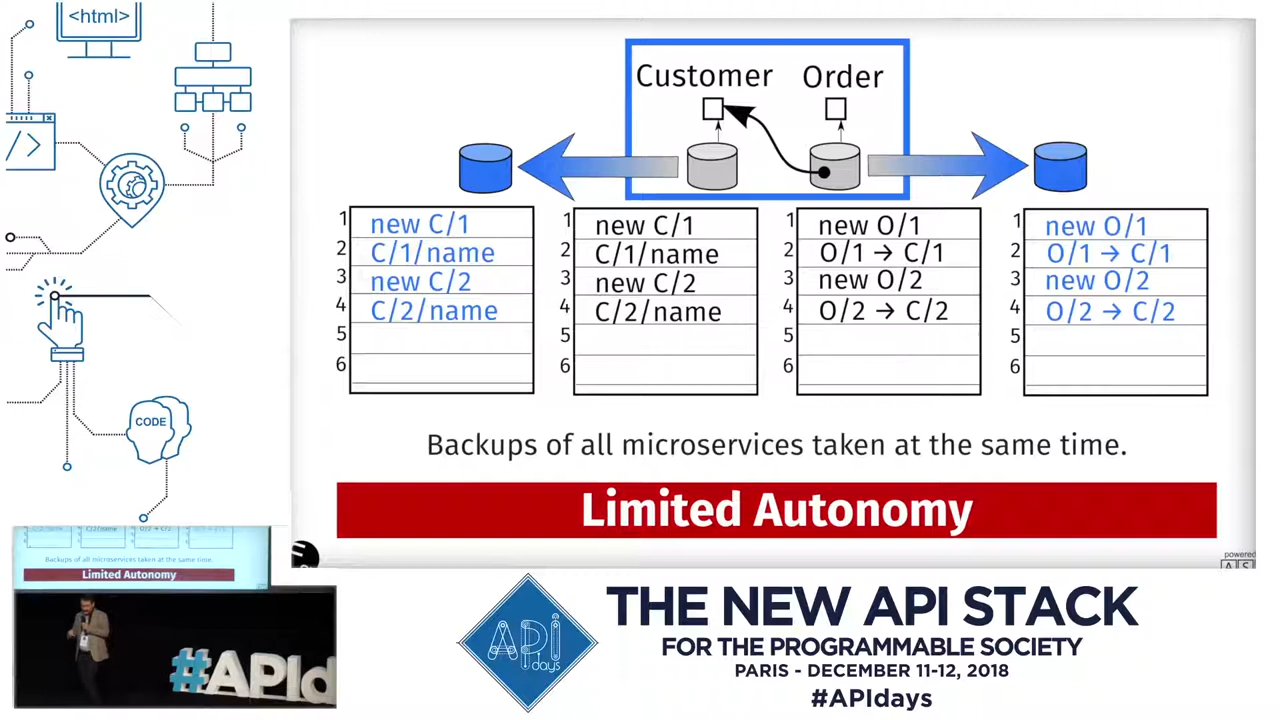 <html>
</>
CODE
Customer Order
1 new C/1
2 C/1/name
3 new C/2
4 C/2/name
5
6
1 new C/1
2 C/1/name
3 new C/2
4 C/2/name
5
6
1 new O/1
2 O/1 → C/1
3 new O/2
4 O/2 → C/2
5
6
1 new O/1
2 O/1 → C/1
3 new O/2
4 O/2 → C/2
5
6
Backups of all microservices taken at the same time.
Limited Autonomy
powered
A S
Backups of all microservices taken at the same time.
Limited Autonomy
#APId
API
days
THE NEW API STACK
FOR THE PROGRAMMABLE SOCIETY
PARIS - DECEMBER 11-12, 2018
#APIdays